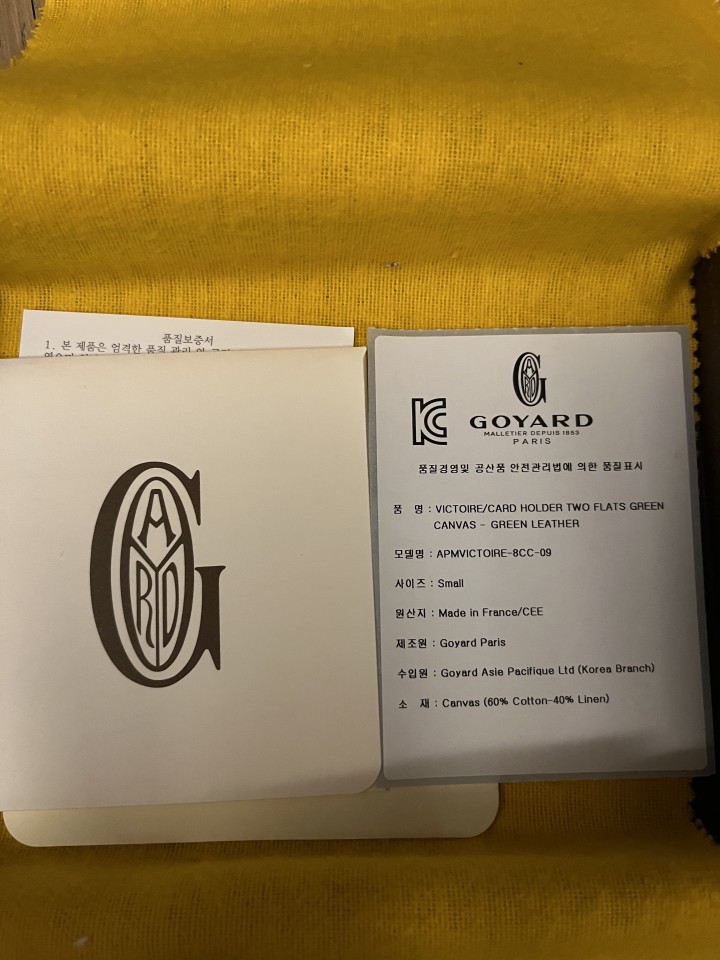 품질보증서
1. 본 제품은 엄격한 품질 관리
GOYARD
KC
GOYARD
MALLETIER DEPUIS 1853
PARIS
품질경영및 공산품 안전관리법에 의한 품질표시
품 명 : VICTOIRE/CARD HOLDER TWO FLATS GREEN
CANVAS - GREEN LEATHER
모델명 : APMVICTOIRE-8CC-09
사이즈 : Small
원산지 : Made in France/CEE
제조원 : Goyard Paris
수입원 : Goyard Asie Pacifique Ltd (Korea Branch)
소 재 : Canvas (60% Cotton-40% Linen)